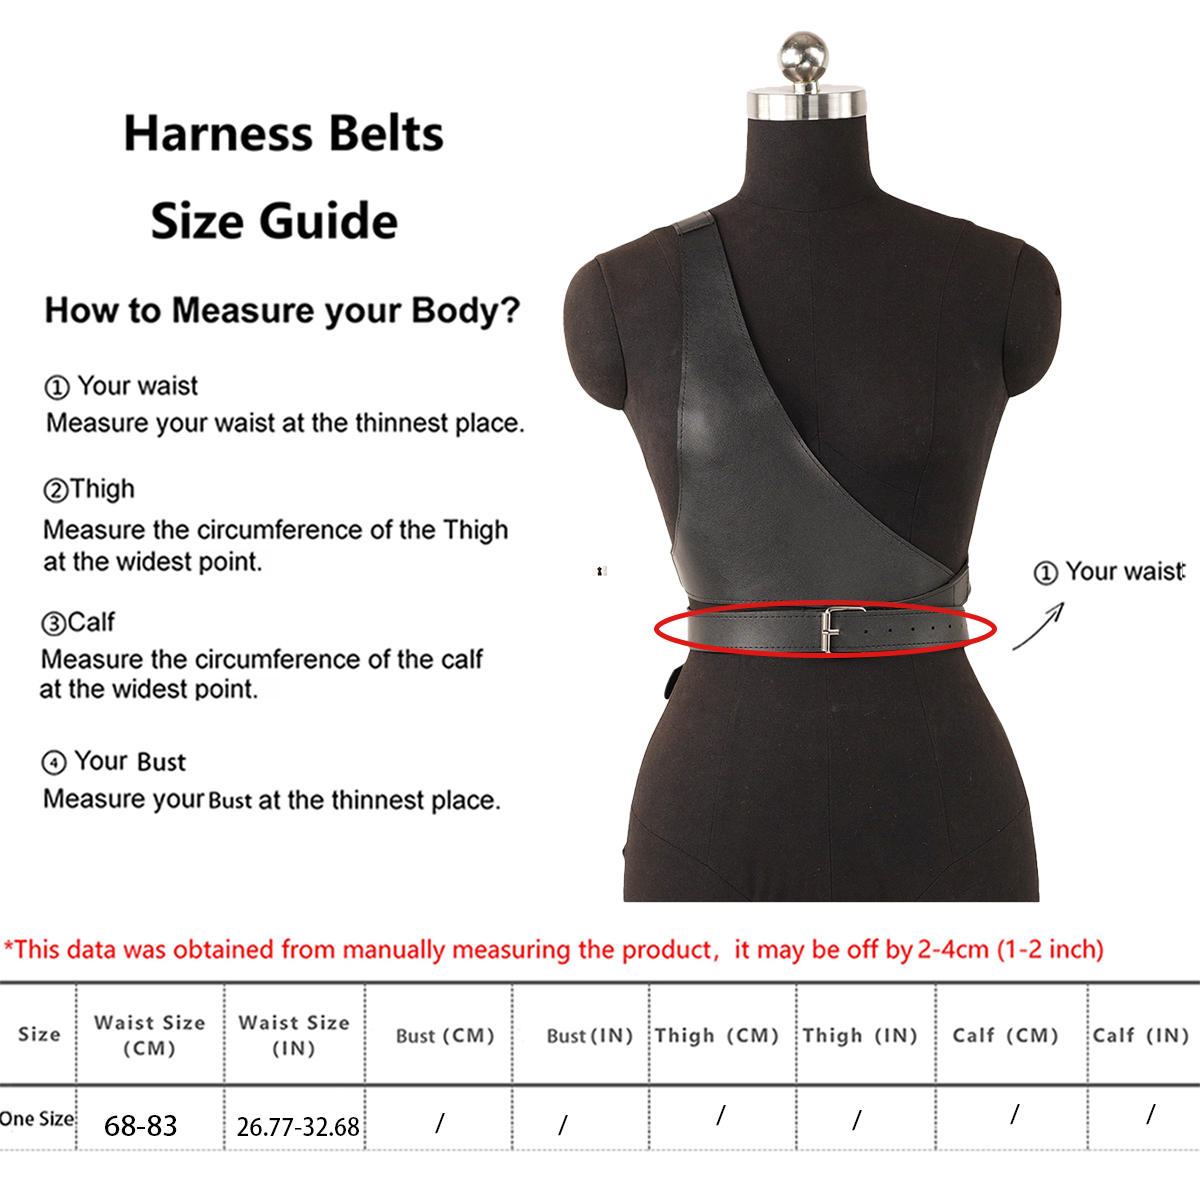 Harness Belts
Size Guide
How to Measure your Body?
① Your waist
Measure your waist at the thinnest place.
②Thigh
Measure the circumference of the Thigh
at the widest point.
③Calf
Measure the circumference of the calf
at the widest point.
④ Your Bust
Measure your Bust at the thinnest place.
① Your waist
*This data was obtained from manually measuring the product, it may be off by 2-4cm (1-2 inch)
Size Waist Size (CM) Waist Size (IN) Bust (CM) Bust (IN) Thigh (CM) Thigh (IN) Calf (CM) Calf (IN)
One Size 68-83 26.77-32.68 / / / / / /